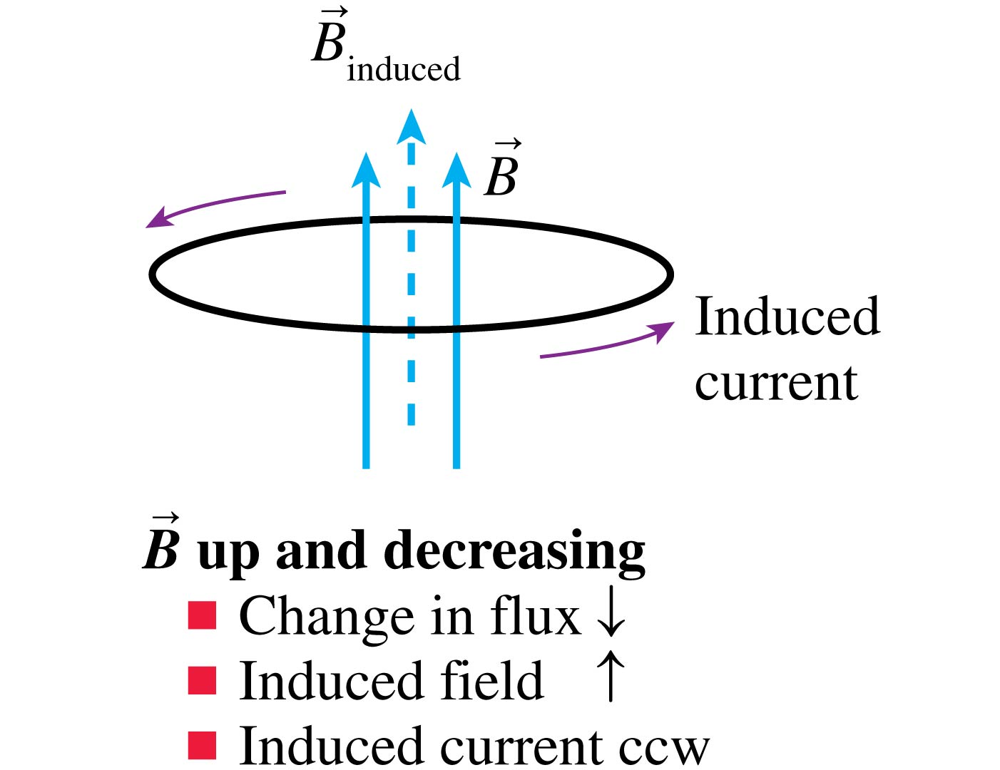 B⃗induced
B⃗
Induced
current
B⃗ up and decreasing
■ Change in flux ↓
■ Induced field ↑
■ Induced current ccw